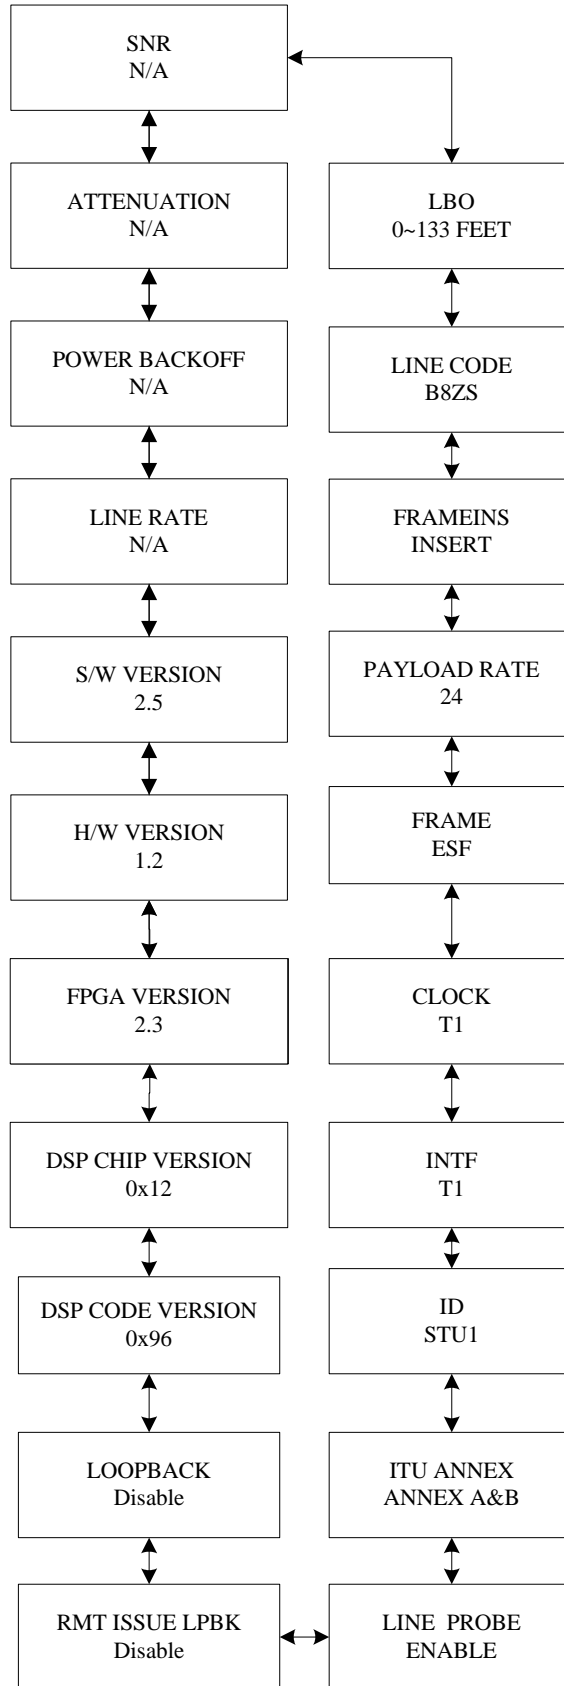 SNR
N/A
ATTENUATION
N/A
POWER BACKOFF
N/A
LINE RATE
N/A
S/W VERSION
2.5
H/W VERSION
1.2
FPGA VERSION
2.3
DSP CHIP VERSION
0x12
DSP CODE VERSION
0x96
LOOPBACK
Disable
RMT ISSUE LPBK
Disable
LBO
0~133 FEET
LINE CODE
B8ZS
FRAMEINS
INSERT
PAYLOAD RATE
24
FRAME
ESF
CLOCK
T1
INTF
T1
ID
STU1
ITU ANNEX
ANNEX A&B
LINE PROBE
ENABLE